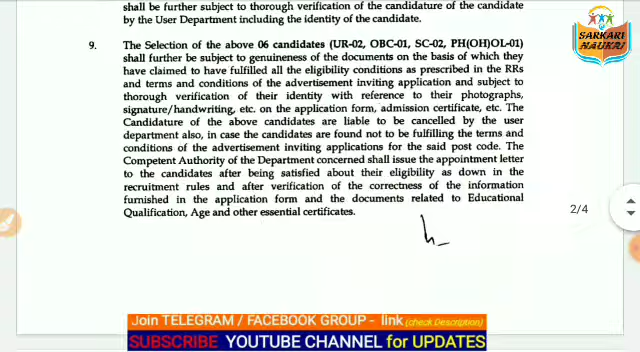 shall be further subject to thorough verification of the candidature of the candidate
by the User Department including the identity of the candidate.
9. The Selection of the above 06 candidates (UR-02, OBC-01, SC-02, PH(OH)OL-01)
shall further be subject to genuineness of the documents on the basis of which they
have claimed to have fulfilled all the eligibility conditions as prescribed in the RRs
and terms and conditions of the advertisement inviting application and subject to
thorough verification of their identity with reference to their photographs,
signature/handwriting, etc. on the application form, admission certificate, etc. The
Candidature of the above candidates are liable to be cancelled by the user
department also, in case the candidates are found not to be fulfilling the terms and
conditions of the advertisement inviting applications for the said post code. The
Competent Authority of the Department concerned shall issue the appointment letter
to the candidates after being satisfied about their eligibility as down in the
recruitment rules and after verification of the correctness of the information
furnished in the application form and the documents related to Educational
Qualification, Age and other essential certificates.
SARKARI
NAUKRI
2/4
Join TELEGRAM / FACEBOOK GROUP - link (check Description)
SUBSCRIBE YOUTUBE CHANNEL for UPDATES